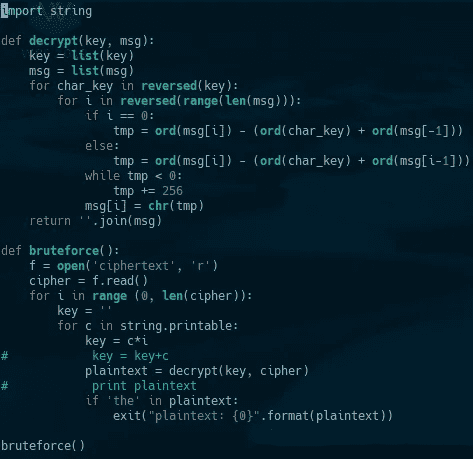 import string

def decrypt(key, msg):
    key = list(key)
    msg = list(msg)
    for char_key in reversed(key):
        for i in reversed(range(len(msg))):
            if i == 0:
                tmp = ord(msg[i]) - (ord(char_key) + ord(msg[-1]))
            else:
                tmp = ord(msg[i]) - (ord(char_key) + ord(msg[i-1]))
            while tmp < 0:
                tmp += 256
            msg[i] = chr(tmp)
    return ''.join(msg)

def bruteforce():
    f = open('ciphertext', 'r')
    cipher = f.read()
    for i in range (0, len(cipher)):
        key = ''
        for c in string.printable:
            key = c*i
#            key = key+c
            plaintext = decrypt(key, cipher)
#            print plaintext
            if 'the' in plaintext:
                exit("plaintext: {0}".format(plaintext))

bruteforce()